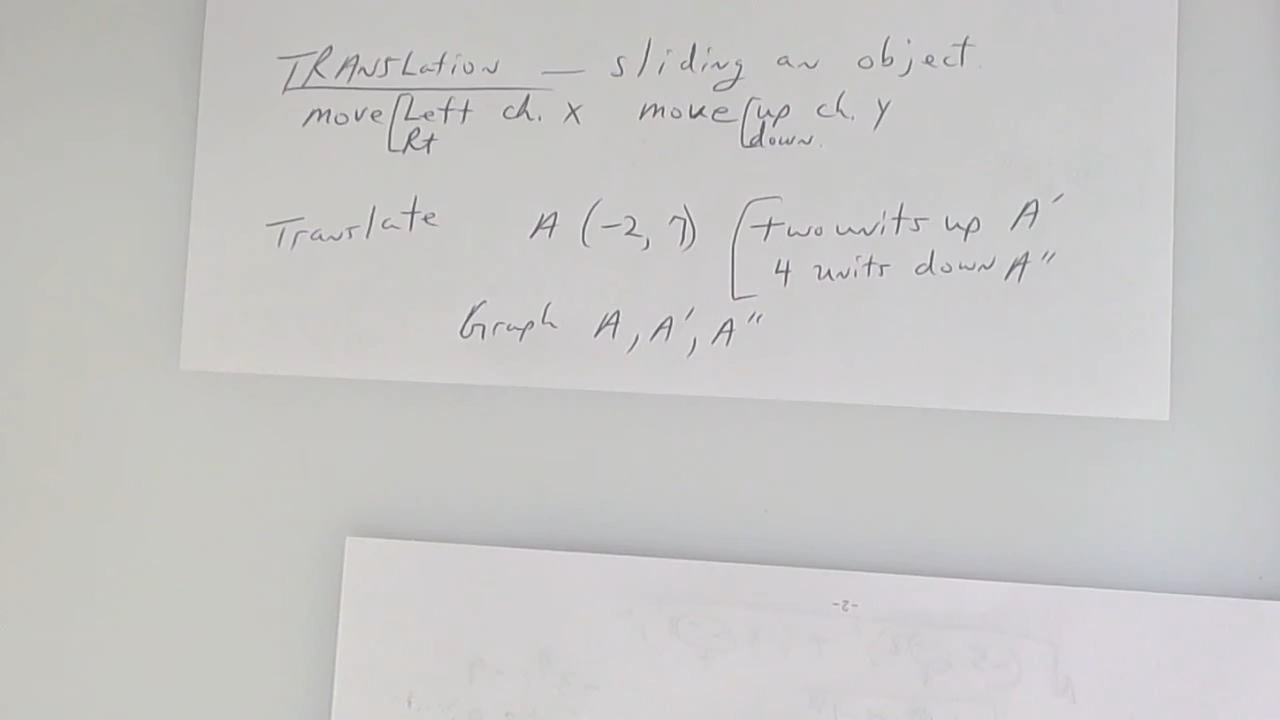 TRANSLATION — sliding an object.
move [Left ch. x move [up ch. y
Rt down.
Translate A (-2, 7) [two units up A'
4 units down A"
Graph A, A', A"
-2-